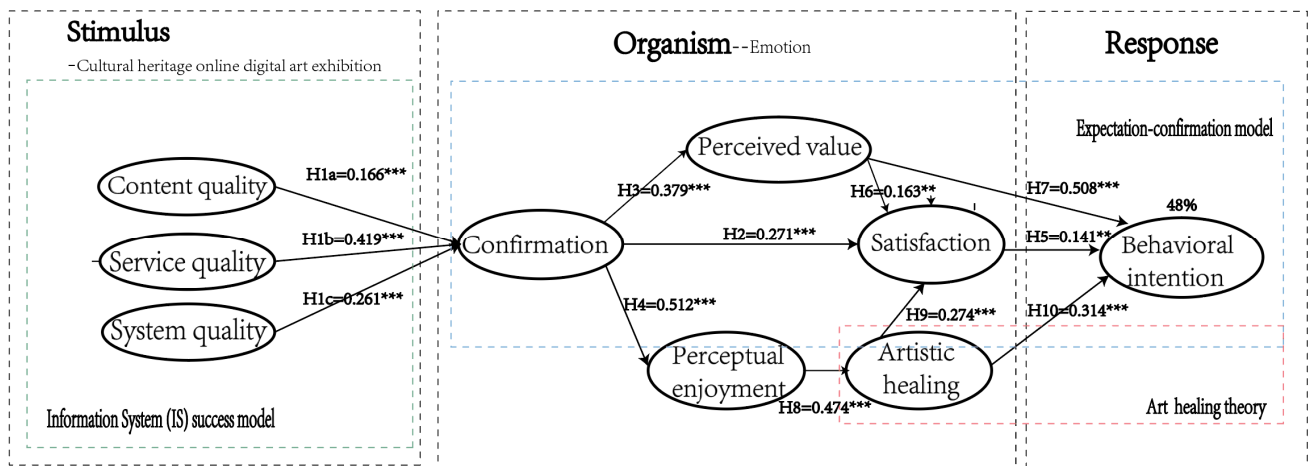 Stimulus
-Cultural heritage online digital art exhibition
Content quality
Service quality
System quality
H1a=0.166***
H1b=0.419***
H1c=0.261***
Information System (IS) success model
Organism--Emotion
Confirmation
Perceived value
H3=0.379***
H6=0.163**
H2=0.271***
Satisfaction
H4=0.512***
H9=0.274***
Perceptual
enjoyment
H8=0.474***
Artistic
healing
Response
Expectation-confirmation model
H7=0.508***
48%
H5=0.141**
Behavioral
intention
H10=0.314***
Art healing theory